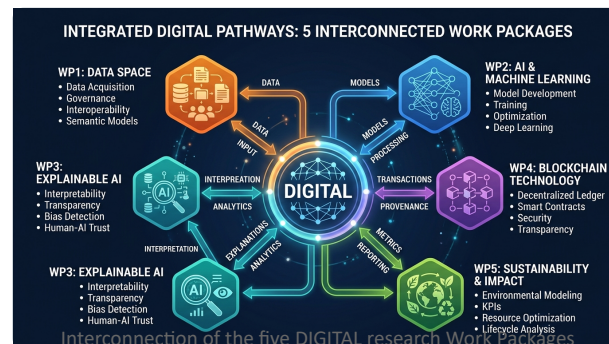 INTEGRATED DIGITAL PATHWAYS: 5 INTERCONNECTED WORK PACKAGES
WP1: DATA SPACE
• Data Acquisition
• Governance
• Interoperability
• Semantic Models
DATA
DATA
INPUT
MODELS
MODELS
PROCESSING
WP2: AI &
MACHINE LEARNING
• Model Development
• Training
• Optimization
• Deep Learning
WP3:
EXPLAINABLE AI
• Interpretability
• Transparency
• Bias Detection
• Human-AI Trust
AI
INTERPREATION
ANALYTICS
DIGITAL
TRANSACTIONS
PROVENANCE
WP4: BLOCKCHAIN
TECHNOLOGY
• Decentralized Ledger
• Smart Contracts
• Security
• Transparency
INTERPRETATION
EXPLANATIONS
ANALYTICS
METRICS
REPORTING
WP3: EXPLAINABLE AI
• Interpretability
• Transparency
• Bias Detection
• Human-AI Trust
AI
WP5: SUSTAINABILITY
& IMPACT
• Environmental Modeling
• KPIs
• Resource Optimization
• Lifecycle Analysis
Interconnection of the five DIGITAL research Work Packages